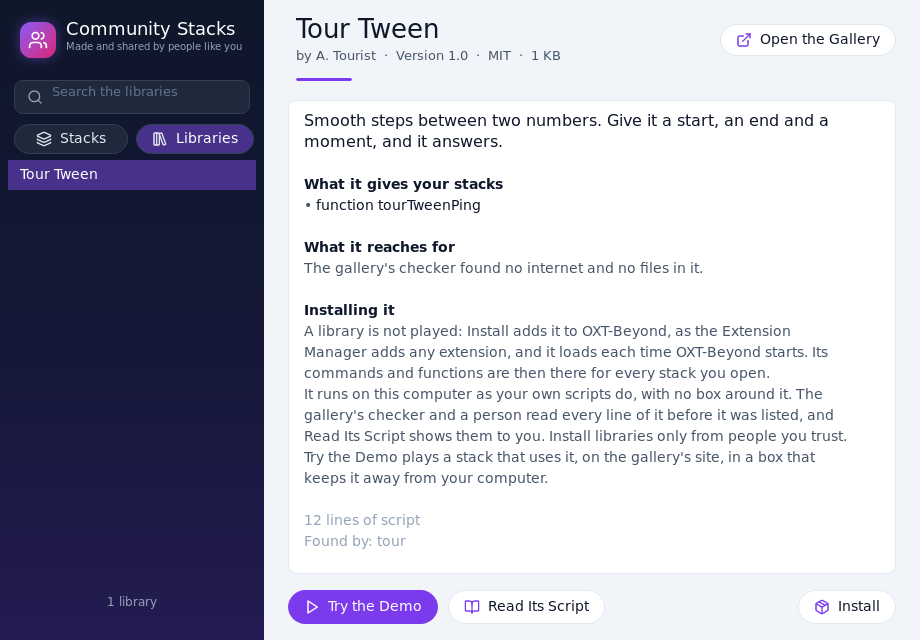 Community Stacks
Made and shared by people like you
Search the libraries
Stacks
Libraries
Tour Tween
1 library
Tour Tween
by A. Tourist · Version 1.0 · MIT · 1 KB
Open the Gallery
Smooth steps between two numbers. Give it a start, an end and a
moment, and it answers.
What it gives your stacks
• function tourTweenPing
What it reaches for
The gallery's checker found no internet and no files in it.
Installing it
A library is not played: Install adds it to OXT-Beyond, as the Extension
Manager adds any extension, and it loads each time OXT-Beyond starts. Its
commands and functions are then there for every stack you open.
It runs on this computer as your own scripts do, with no box around it. The
gallery's checker and a person read every line of it before it was listed, and
Read Its Script shows them to you. Install libraries only from people you trust.
Try the Demo plays a stack that uses it, on the gallery's site, in a box that
keeps it away from your computer.
12 lines of script
Found by: tour
Try the Demo
Read Its Script
Install